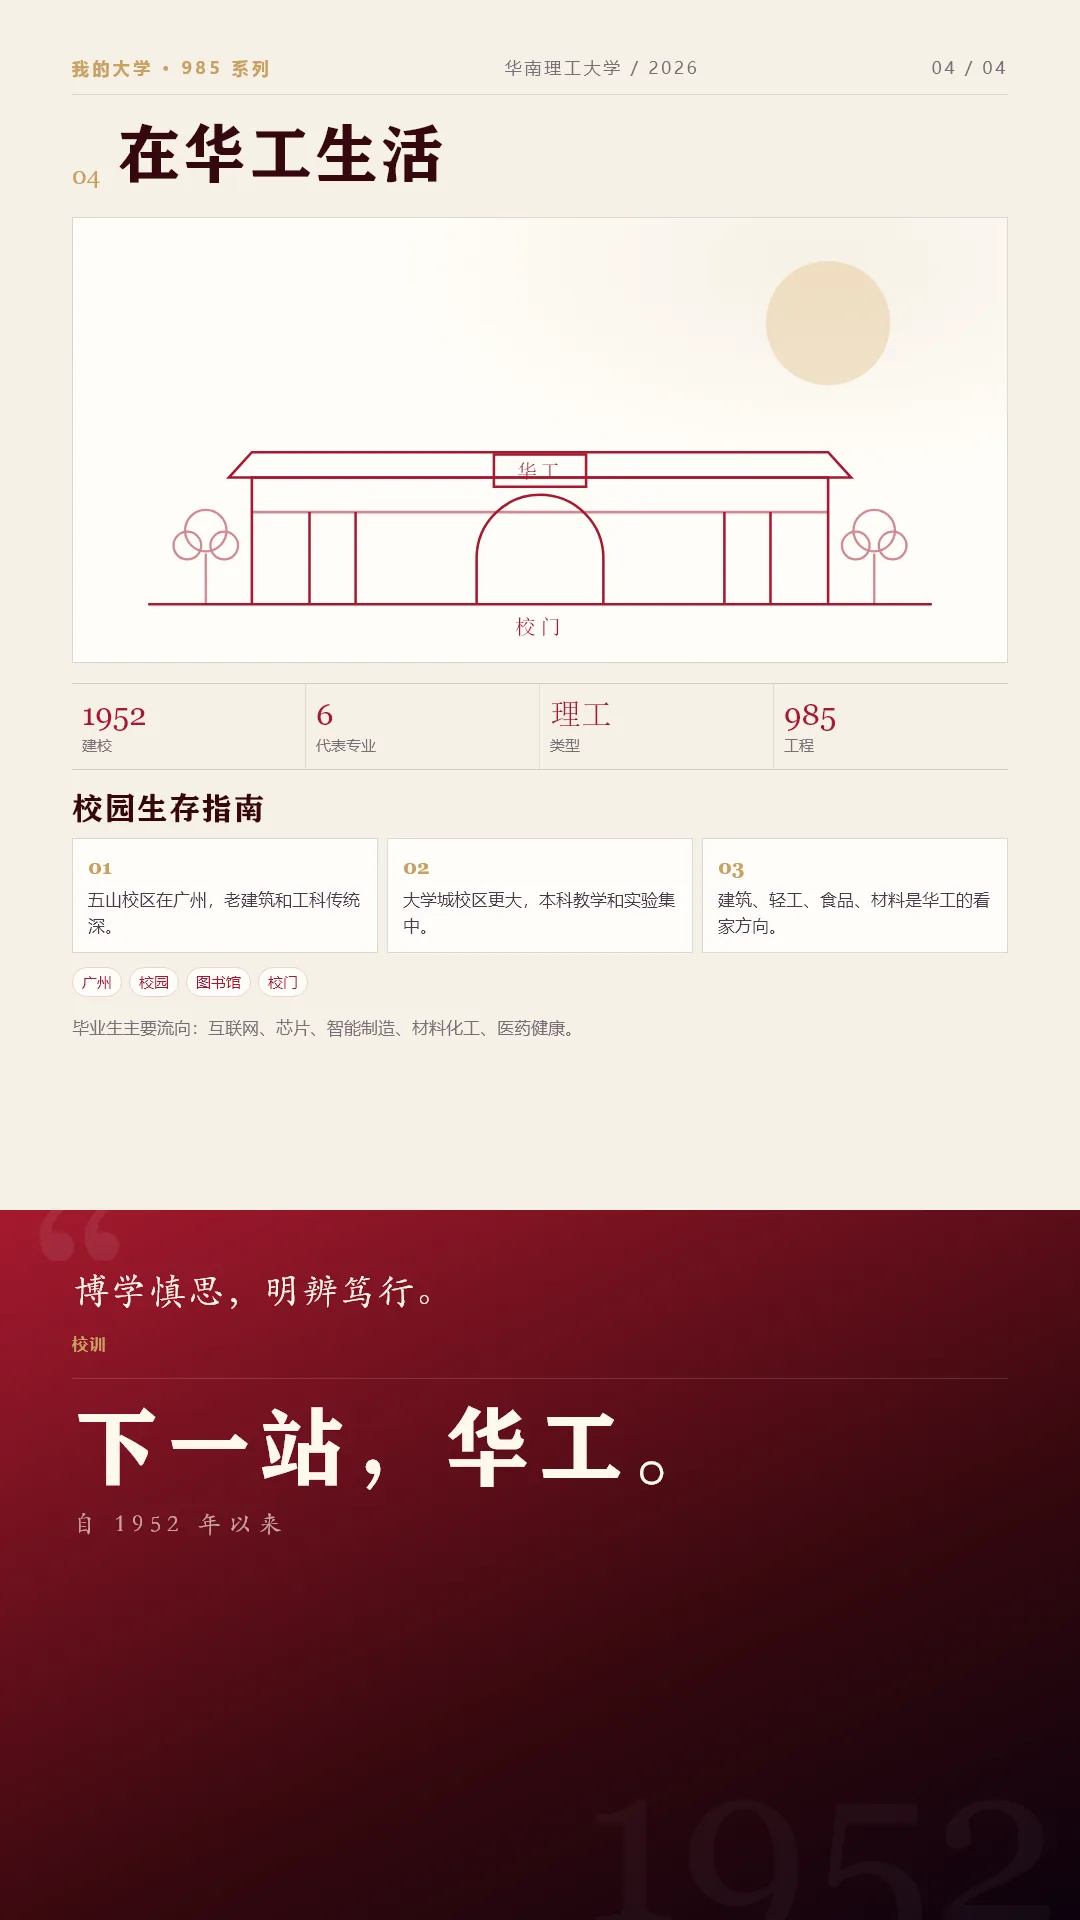 我的大学 · 985 系列
华南理工大学 / 2026
04 / 04
04 在华工生活
华工
校门
1952
建校
6
代表专业
理工
类型
985
工程
校园生存指南
01
五山校区在广州，老建筑和工科传统
深。
02
大学城校区更大，本科教学和实验集
中。
03
建筑、轻工、食品、材料是华工的看
家方向。
广州
校园
图书馆
校门
毕业生主要流向：互联网、芯片、智能制造、材料化工、医药健康。
“
博学慎思，明辨笃行。
校训
下一站，华工。
自 1952 年以来
1952